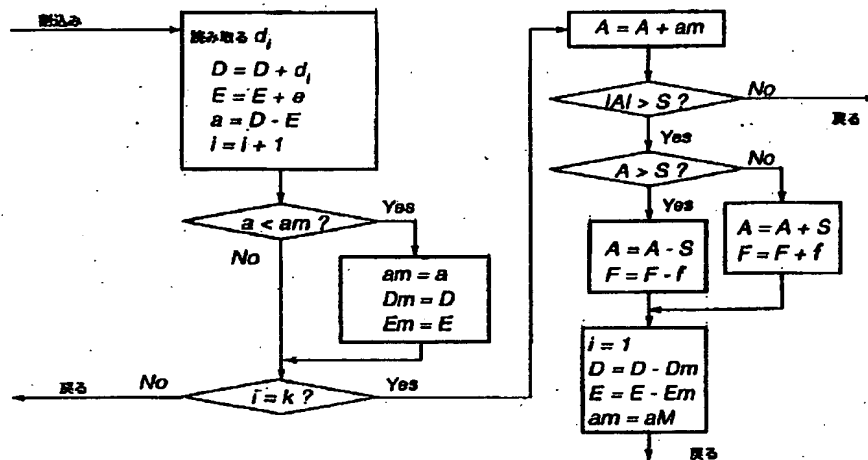 割込み
読み取る di
D = D + di
E = E + e
a = D - E
i = i + 1
a < am ?
Yes
No
am = a
Dm = D
Em = E
i = k ?
No
Yes
戻る
A = A + am
|A| > S ?
No
戻る
Yes
A > S ?
No
Yes
A = A - S
F = F - f
A = A + S
F = F + f
i = 1
D = D - Dm
E = E - Em
am = aM
戻る